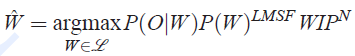 Ŵ = argmax P(O|W)P(W)^{LMSF} WIP^{N}
W∈ℒ